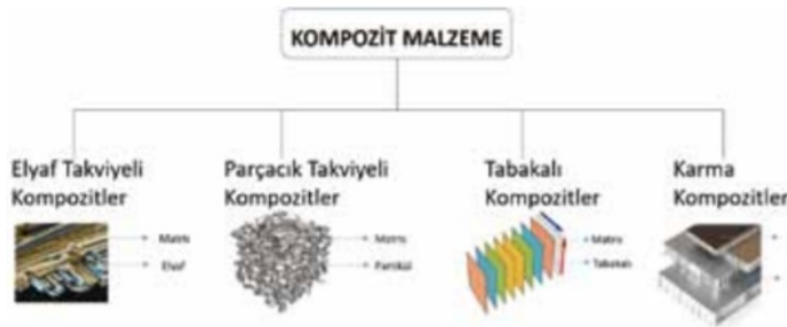 KOMPOZİT MALZEME
Elyaf Takviyeli
Kompozitler
Matris
Elyaf
Parçacık Takviyeli
Kompozitler
Matris
Partikül
Tabakalı
Kompozitler
Matris
Tabakalı
Karma
Kompozitler